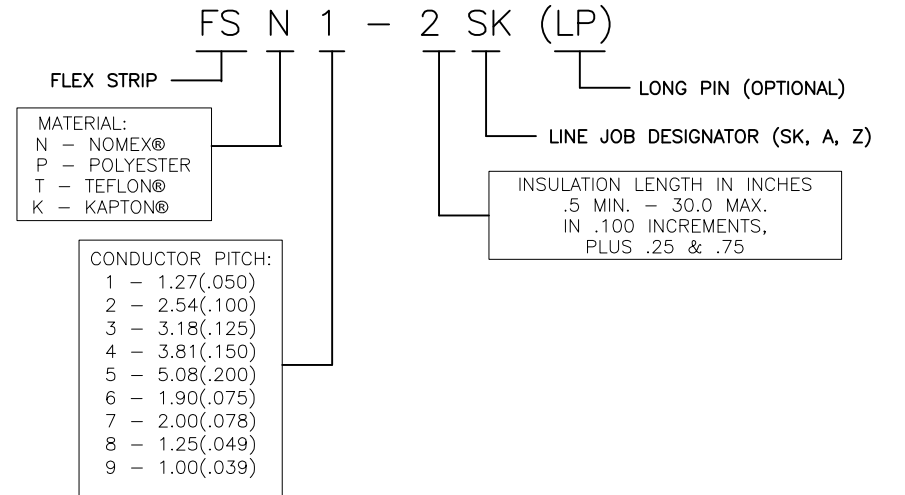 FS N 1 - 2 SK (LP)
FLEX STRIP
LONG PIN (OPTIONAL)
MATERIAL:
N - NOMEX®
P - POLYESTER
T - TEFLON®
K - KAPTON®
LINE JOB DESIGNATOR (SK, A, Z)
INSULATION LENGTH IN INCHES
.5 MIN. - 30.0 MAX.
IN .100 INCREMENTS,
PLUS .25 & .75
CONDUCTOR PITCH:
1 - 1.27(.050)
2 - 2.54(.100)
3 - 3.18(.125)
4 - 3.81(.150)
5 - 5.08(.200)
6 - 1.90(.075)
7 - 2.00(.078)
8 - 1.25(.049)
9 - 1.00(.039)